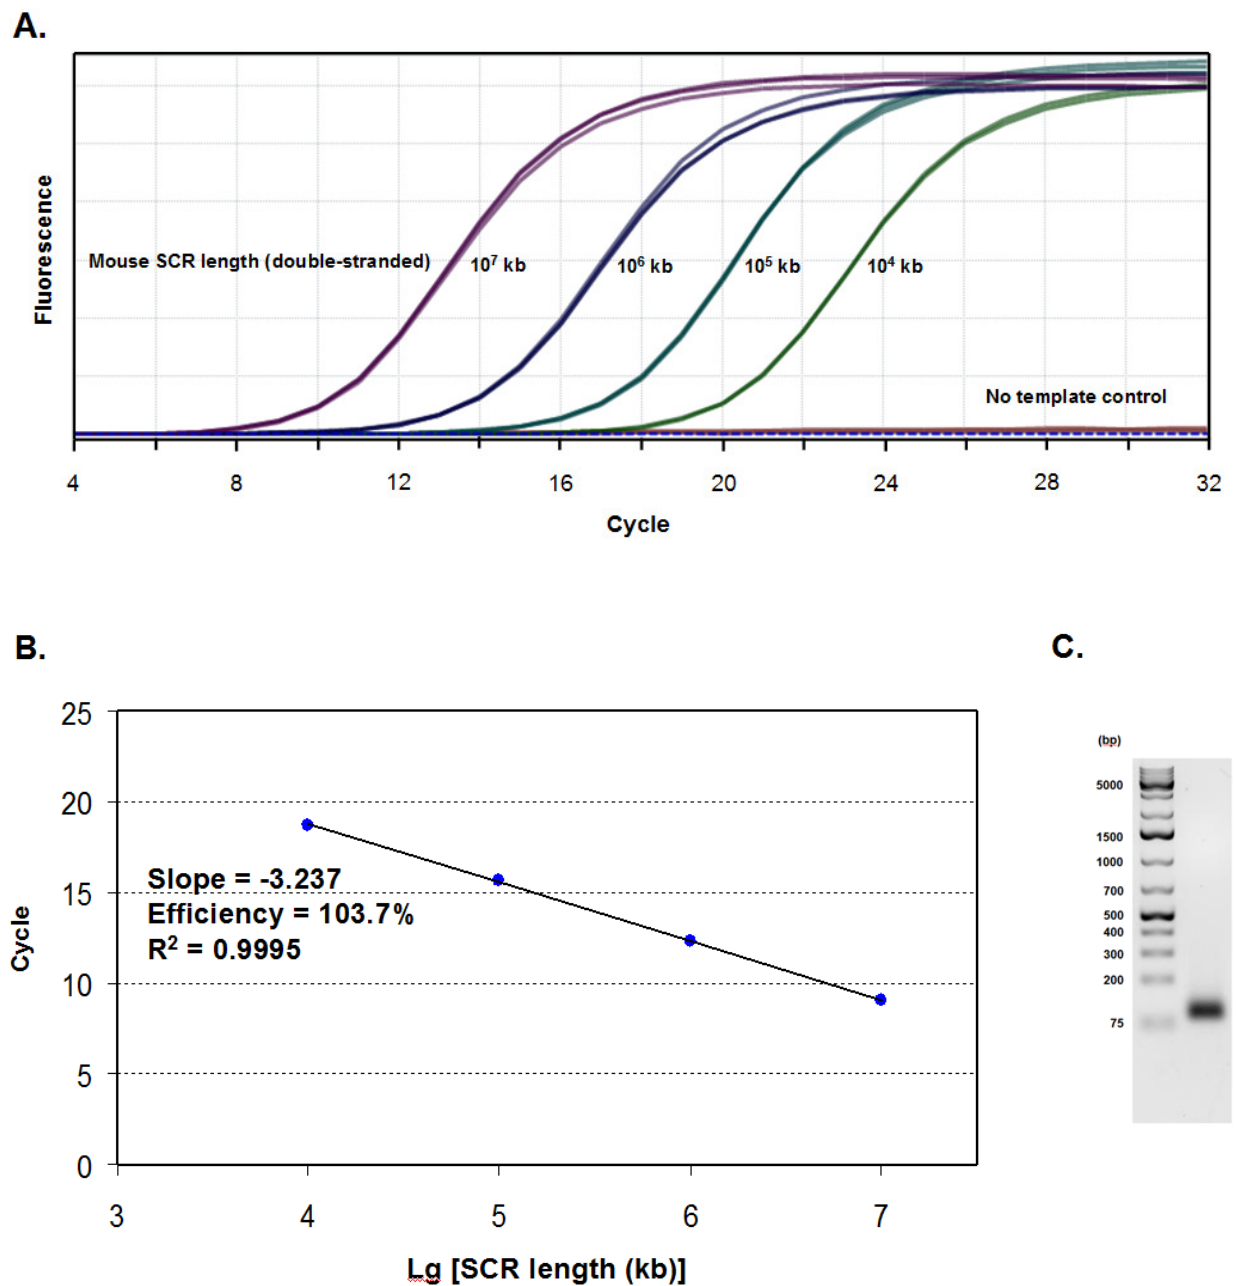 A.
Fluorescence
Mouse SCR length (double-stranded)
10⁷ kb
10⁶ kb
10⁵ kb
10⁴ kb
No template control
4 8 12 16 20 24 28 32
Cycle
B.
Cycle
25
20
15
10
5
0
Slope = -3.237
Efficiency = 103.7%
R² = 0.9995
3 4 5 6 7
Lg [SCR length (kb)]
C.
(bp)
5000
1500
1000
700
500
400
300
200
75